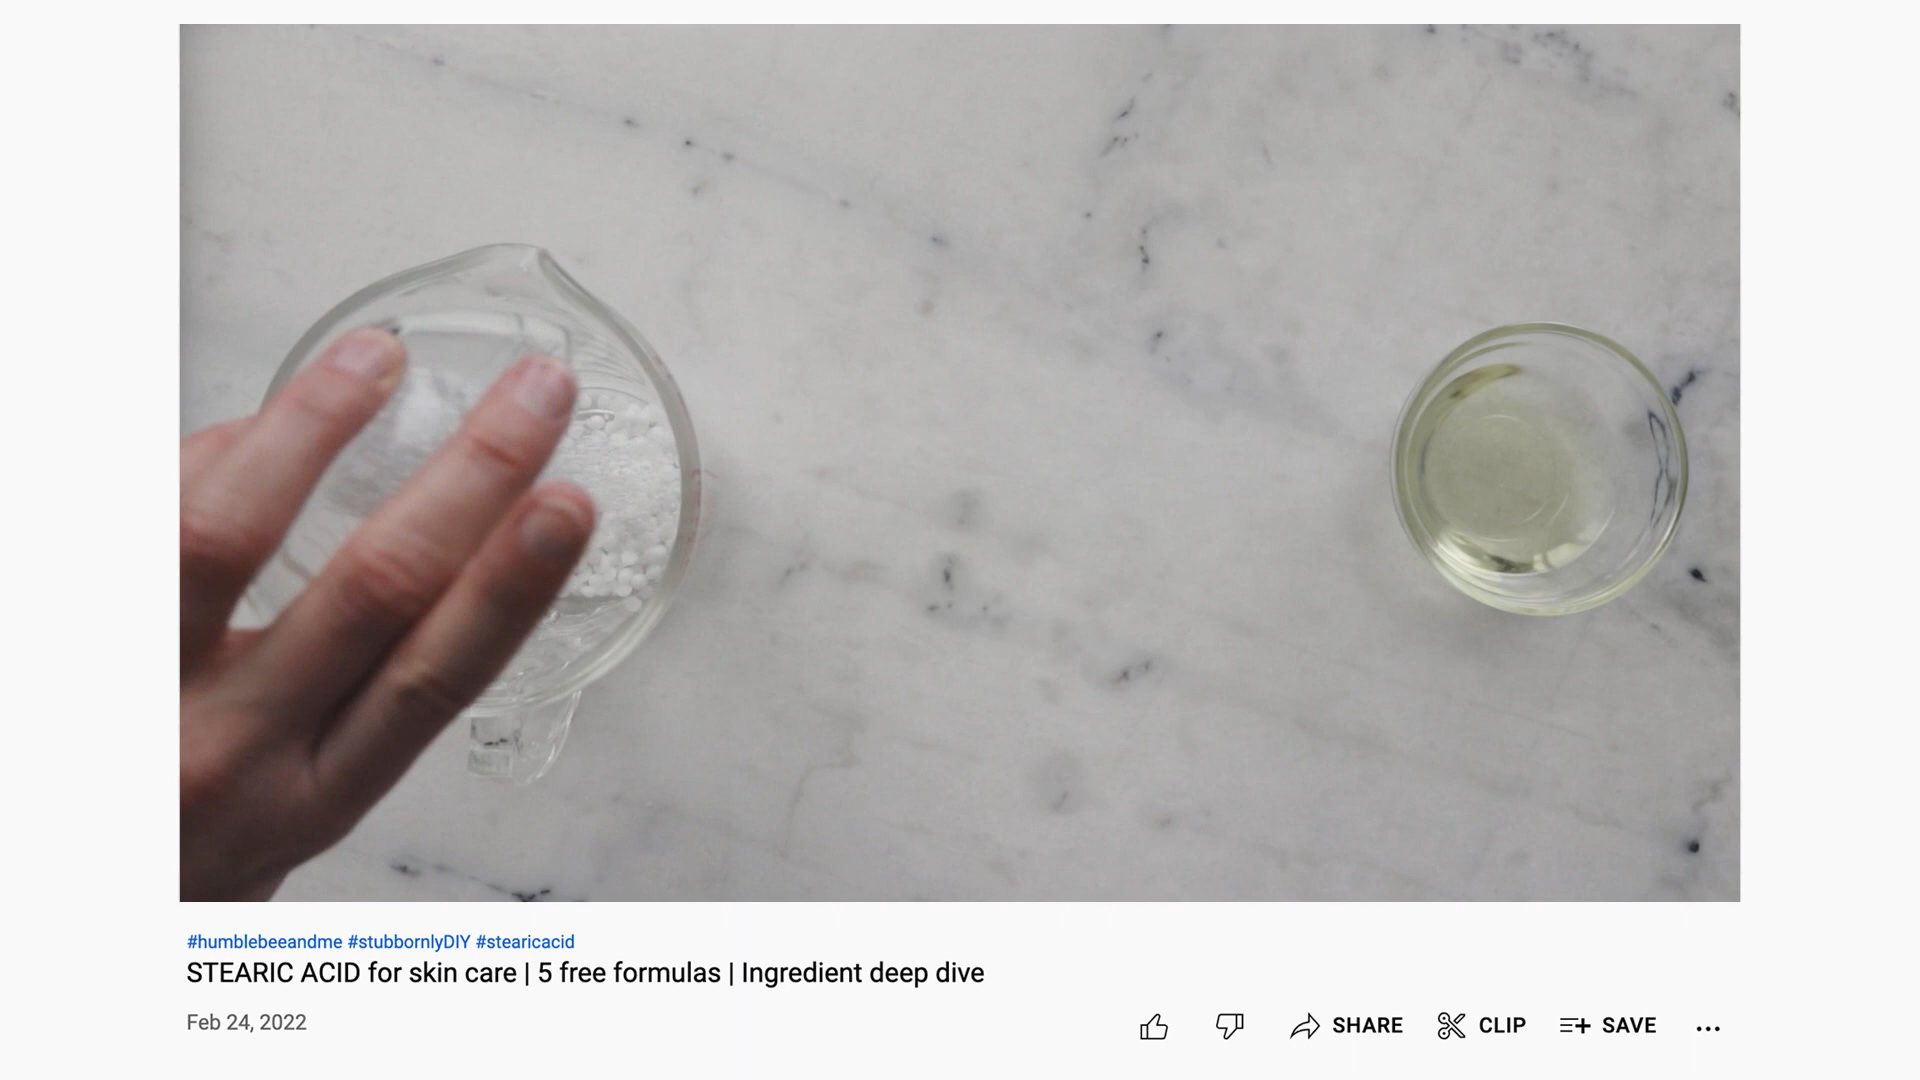 #humblebeeandme #stubbornlyDIY #stearicacid
STEARIC ACID for skin care | 5 free formulas | Ingredient deep dive
Feb 24, 2022
SHARE
CLIP
SAVE